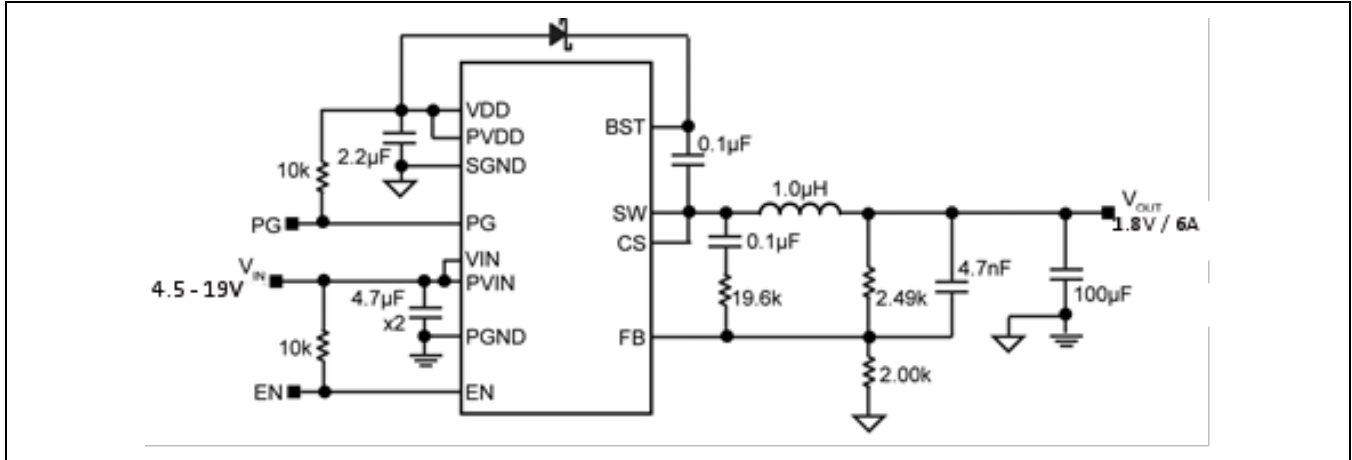 VDD
PVDD
BST
0.1µF
2.2µF
SGND
10k
1.0µH
PG
PG
SW
V_OUT
1.8V / 6A
CS
0.1µF
VIN
V_IN
4.5 - 19V
PVIN
4.7µF
x2
19.6k
2.49k
4.7nF
100µF
10k
PGND
FB
2.00k
EN
EN